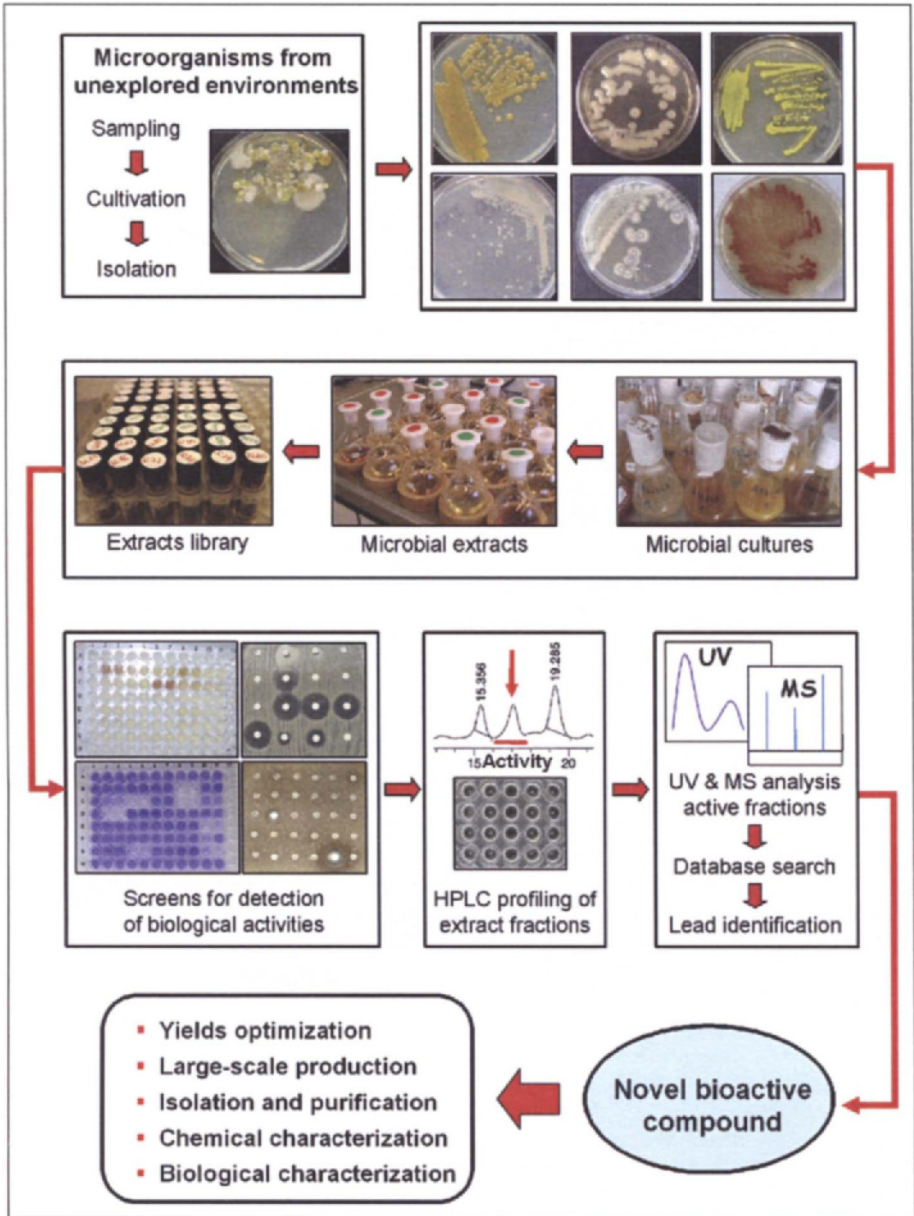 Microorganisms from
unexplored environments
Sampling
Cultivation
Isolation
Extracts library
Microbial extracts
Microbial cultures
Screens for detection
of biological activities
15.356
19.285
15
Activity
20
HPLC profiling of
extract fractions
UV
MS
UV & MS analysis
active fractions
Database search
Lead identification
Novel bioactive
compound
▪ Yields optimization
▪ Large-scale production
▪ Isolation and purification
▪ Chemical characterization
▪ Biological characterization